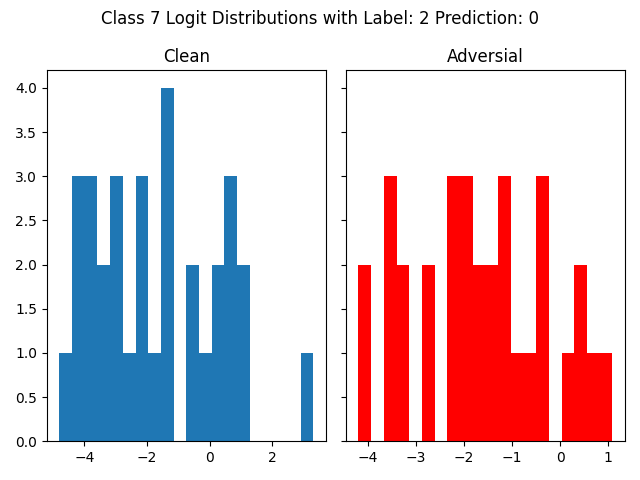 Class 7 Logit Distributions with Label: 2 Prediction: 0
Clean
Adversial
4.0
3.5
3.0
2.5
2.0
1.5
1.0
0.5
0.0
−4 −2 0 2
−4 −3 −2 −1 0 1